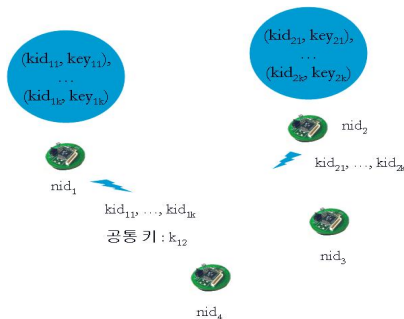 (kid₁₁, key₁₁),
...
(kid₁ₖ, key₁ₖ)
(kid₂₁, key₂₁),
...
(kid₂ₖ, key₂ₖ)
nid₁
nid₂
kid₂₁, ..., kid₂ₖ
kid₁₁, ..., kid₁ₖ
공통 키 : k₁₂
nid₃
nid₄